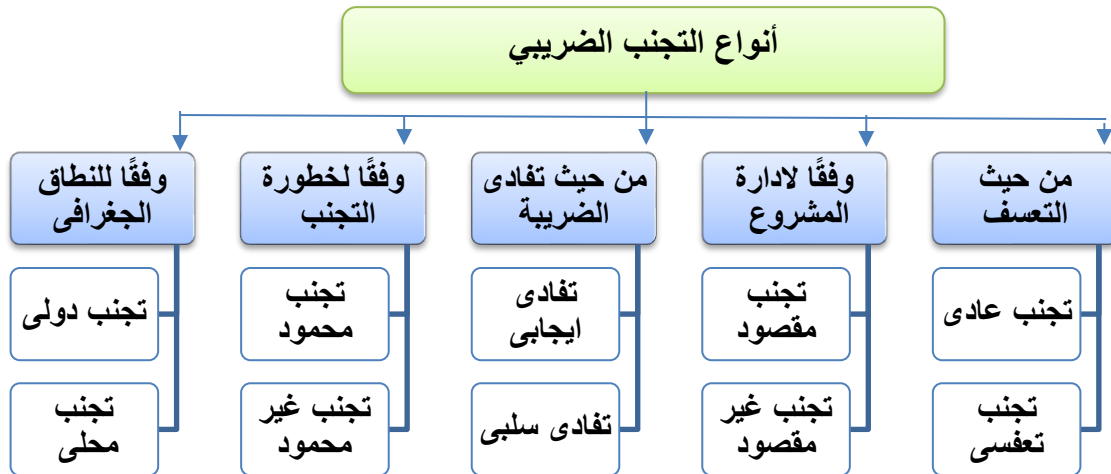 أنواع التجنب الضريبي
من حيث
التعسف
وفقًا لادارة
المشروع
من حيث تفادى
الضريبة
وفقًا لخطورة
التجنب
وفقًا للنطاق
الجغرافى
تجنب عادى
تجنب
مقصود
تفادى
ايجابى
تجنب
محمود
تجنب دولى
تجنب
تعفسى
تجنب غير
مقصود
تفادى سلبى
تجنب غير
محمود
تجنب
محلى